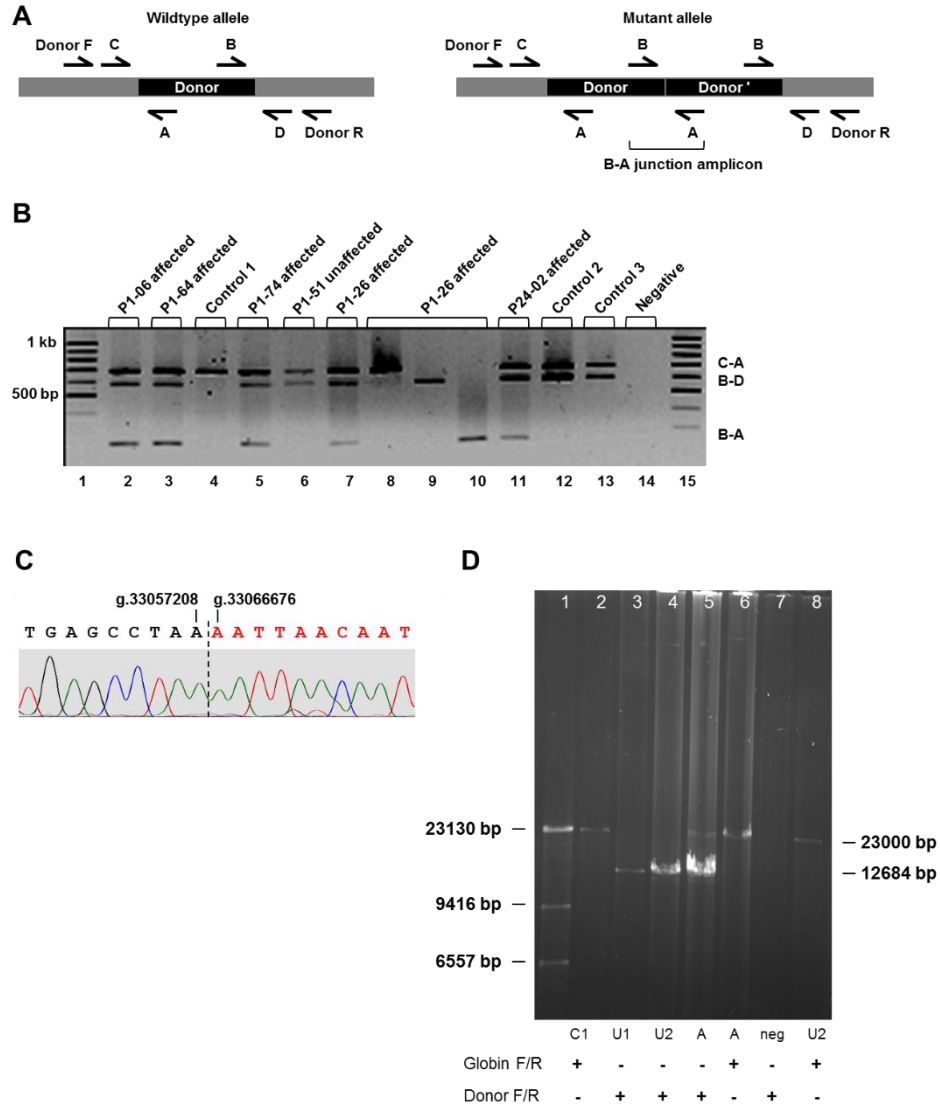 A
Wildtype allele
Mutant allele
Donor F C B
Donor
A D Donor R
Donor F C B B
Donor Donor '
A A D Donor R
B-A junction amplicon
B
P1-06 affected
P1-64 affected
Control 1
P1-74 affected
P1-51 unaffected
P1-26 affected
P1-26 affected
P24-02 affected
Control 2
Control 3
Negative
1 kb
500 bp
C-A
B-D
B-A
1 2 3 4 5 6 7 8 9 10 11 12 13 14 15
C
g.33057208 g.33066676
T G A G C C T A A A A T T A A C A A T
D
1 2 3 4 5 6 7 8
23130 bp
9416 bp
6557 bp
23000 bp
12684 bp
C1 U1 U2 A A neg U2
Globin F/R + - - - + - +
Donor F/R - + + + - + -